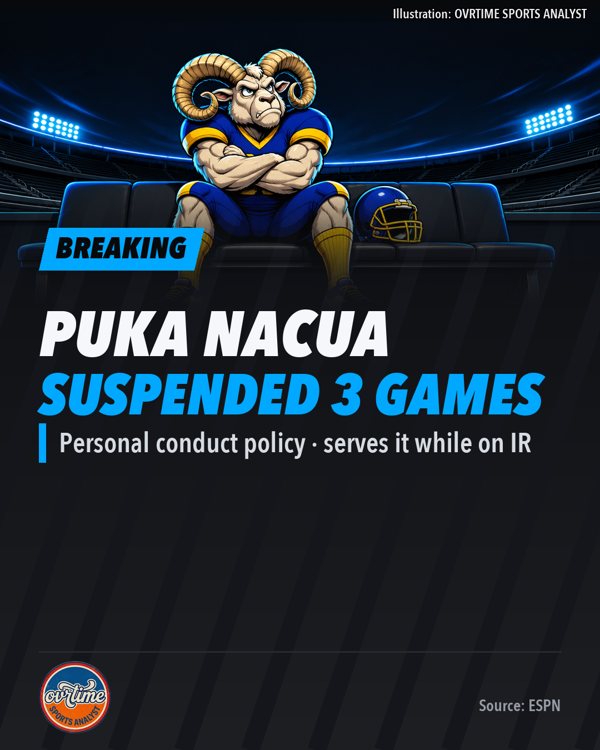 Illustration: OVRTIME SPORTS ANALYST
BREAKING
PUKA NACUA
SUSPENDED 3 GAMES
Personal conduct policy · serves it while on IR
ovrtime
SPORTS ANALYST
Source: ESPN